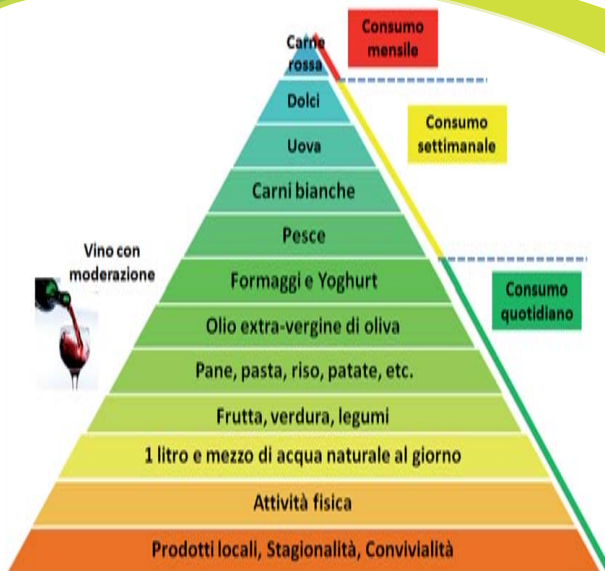 Consumo
mensile
Carne
rossa
Dolci
Consumo
settimanale
Uova
Carni bianche
Pesce
Vino con
moderazione
Formaggi e Yoghurt
Consumo
quotidiano
Olio extra-vergine di oliva
Pane, pasta, riso, patate, etc.
Frutta, verdura, legumi
1 litro e mezzo di acqua naturale al giorno
Attività fisica
Prodotti locali, Stagionalità, Convivialità